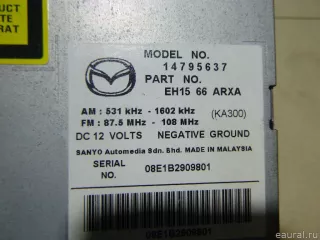 UCT
ATE
RAT
MODEL NO.
14795637
PART NO.
EH15 66 ARXA
AM : 531 kHz - 1602 kHz (KA300)
FM : 87.5 MHz - 108 MHz
DC 12 VOLTS NEGATIVE GROUND
SANYO Automedia Sdn. Bhd. MADE IN MALAYSIA
SERIAL
NO. 08E1B2909801
08E1B2909801
eaural.ru